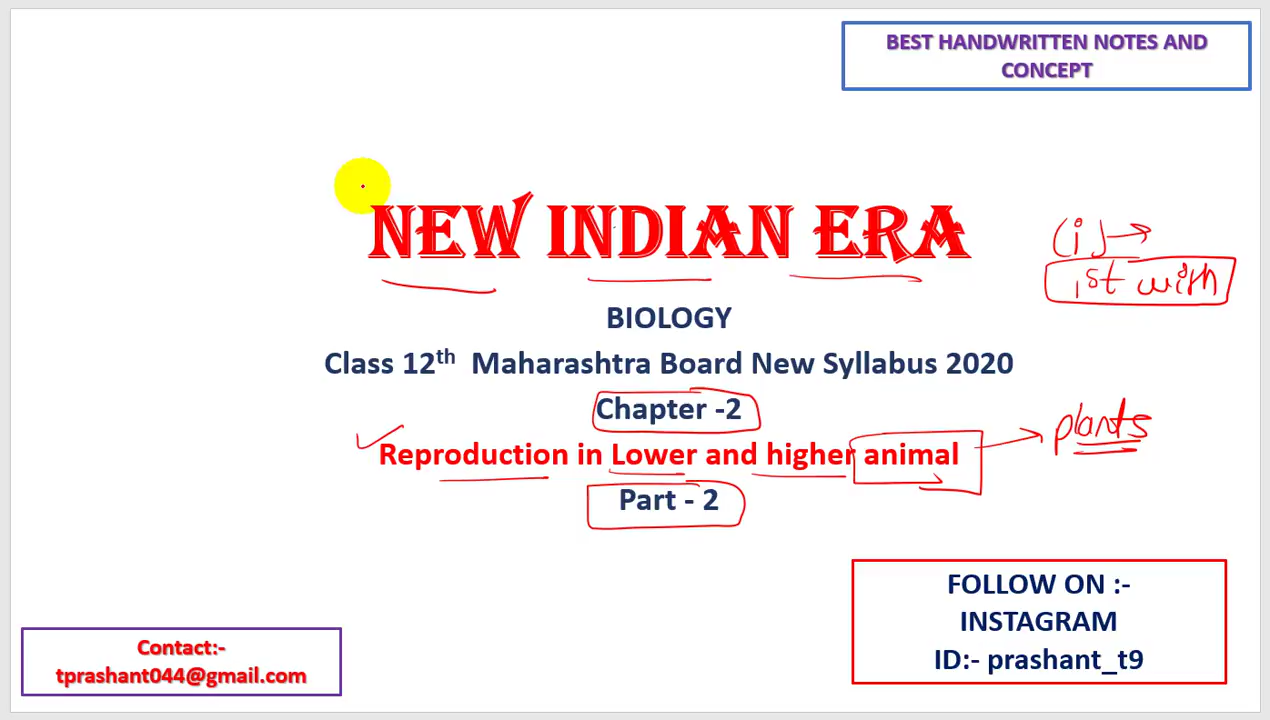 BEST HANDWRITTEN NOTES AND
CONCEPT
NEW INDIAN ERA
(i) →
1st with
BIOLOGY
Class 12th Maharashtra Board New Syllabus 2020
Chapter -2
plants
Reproduction in Lower and higher animal
Part - 2
FOLLOW ON :-
INSTAGRAM
ID:- prashant_t9
Contact:-
tprashant044@gmail.com